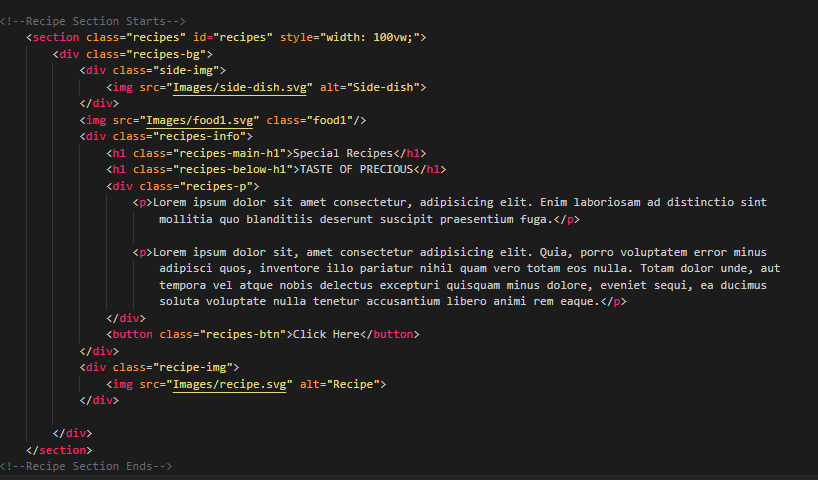 <!--Recipe Section Starts-->
<section class="recipes" id="recipes" style="width: 100vw;">
<div class="recipes-bg">
<div class="side-img">
<img src="Images/side-dish.svg" alt="Side-dish">
</div>
<img src="Images/food1.svg" class="food1"/>
<div class="recipes-info">
<h1 class="recipes-main-h1">Special Recipes</h1>
<h1 class="recipes-below-h1">TASTE OF PRECIOUS</h1>
<div class="recipes-p">
<p>Lorem ipsum dolor sit amet consectetur, adipisicing elit. Enim laboriosam ad distinctio sint
mollitia quo blanditiis deserunt suscipit praesentium fuga.</p>
<p>Lorem ipsum dolor sit, amet consectetur adipisicing elit. Quia, porro voluptatem error minus
adipisci quos, inventore illo pariatur nihil quam vero totam eos nulla. Totam dolor unde, aut
tempora vel atque nobis delectus excepturi quisquam minus dolore, eveniet sequi, ea ducimus
soluta voluptate nulla tenetur accusantium libero animi rem eaque.</p>
</div>
<button class="recipes-btn">Click Here</button>
</div>
<div class="recipe-img">
<img src="Images/recipe.svg" alt="Recipe">
</div>
</div>
</section>
<!--Recipe Section Ends-->